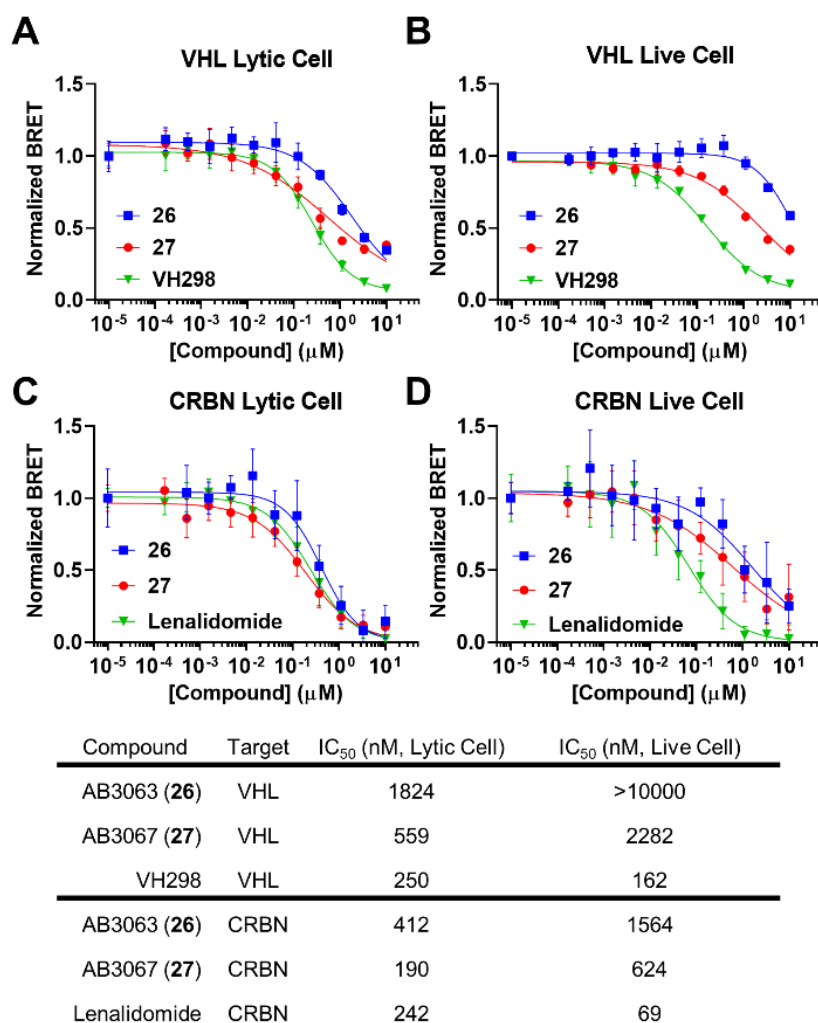 A
VHL Lytic Cell
Normalized BRET
1.5
1.0
0.5
0.0
26
27
VH298
10⁻⁵ 10⁻⁴ 10⁻³ 10⁻² 10⁻¹ 10⁰ 10¹
[Compound] (μM)
B
VHL Live Cell
Normalized BRET
1.5
1.0
0.5
0.0
26
27
VH298
10⁻⁵ 10⁻⁴ 10⁻³ 10⁻² 10⁻¹ 10⁰ 10¹
[Compound] (μM)
C
CRBN Lytic Cell
Normalized BRET
1.5
1.0
0.5
0.0
26
27
Lenalidomide
10⁻⁵ 10⁻⁴ 10⁻³ 10⁻² 10⁻¹ 10⁰ 10¹
[Compound] (μM)
D
CRBN Live Cell
Normalized BRET
1.5
1.0
0.5
0.0
26
27
Lenalidomide
10⁻⁵ 10⁻⁴ 10⁻³ 10⁻² 10⁻¹ 10⁰ 10¹
[Compound] (μM)
Compound Target IC₅₀ (nM, Lytic Cell) IC₅₀ (nM, Live Cell)
AB3063 (26) VHL 1824 >10000
AB3067 (27) VHL 559 2282
VH298 VHL 250 162
AB3063 (26) CRBN 412 1564
AB3067 (27) CRBN 190 624
Lenalidomide CRBN 242 69